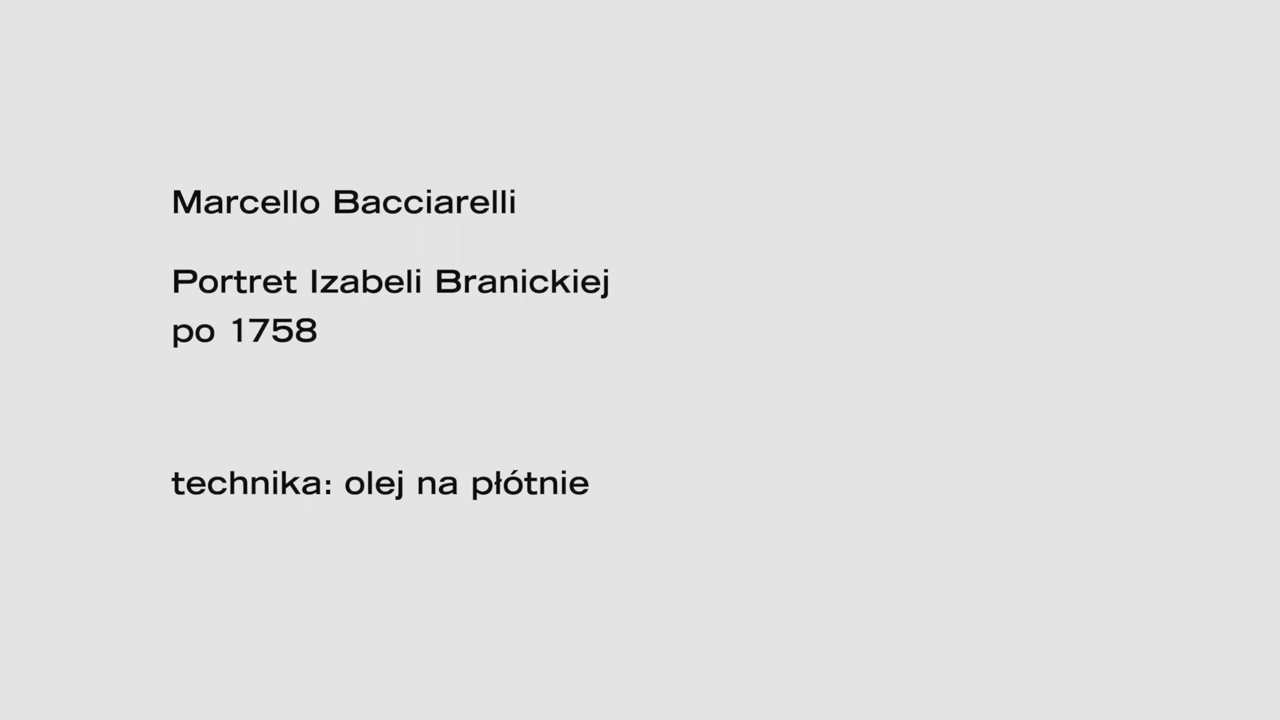 Marcello Bacciarelli
Portret Izabeli Branickiej
po 1758
technika: olej na płótnie